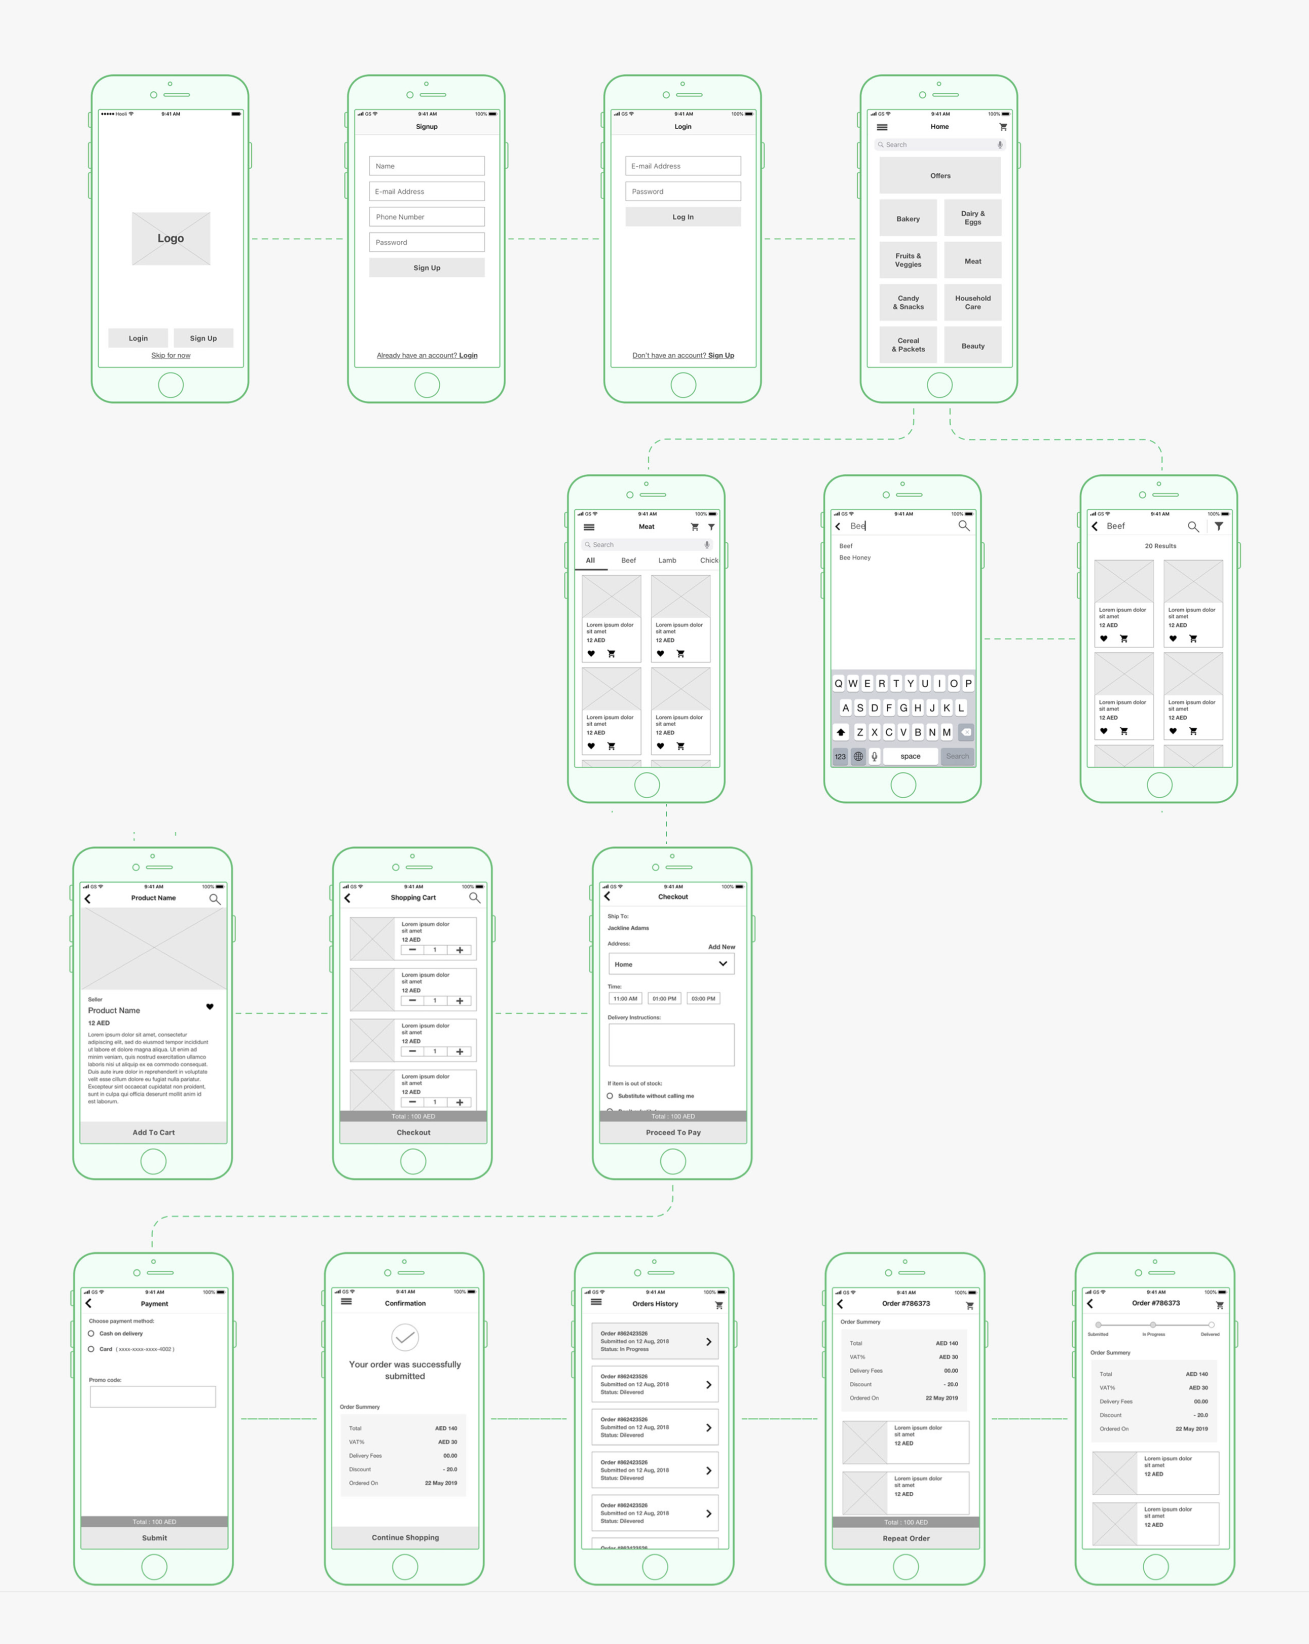 Hooli
9:41 AM
Logo
Login
Sign Up
Skip for now
GS
9:41 AM
100%
Signup
Name
E-mail Address
Phone Number
Password
Sign Up
Already have an account? Login
GS
9:41 AM
100%
Login
E-mail Address
Password
Log In
Don't have an account? Sign Up
GS
9:41 AM
100%
Home
Search
Offers
Bakery
Dairy &
Eggs
Fruits &
Veggies
Meat
Candy
& Snacks
Household
Care
Cereal
& Packets
Beauty
GS
9:41 AM
100%
Meat
Search
All
Beef
Lamb
Chick
Lorem ipsum dolor
sit amet
12 AED
Lorem ipsum dolor
sit amet
12 AED
Lorem ipsum dolor
sit amet
12 AED
Lorem ipsum dolor
sit amet
12 AED
GS
9:41 AM
100%
Bee
Beef
Bee Honey
Q W E R T Y U I O P
A S D F G H J K L
Z X C V B N M
123
space
Search
GS
9:41 AM
100%
Beef
20 Results
Lorem ipsum dolor
sit amet
12 AED
Lorem ipsum dolor
sit amet
12 AED
Lorem ipsum dolor
sit amet
12 AED
Lorem ipsum dolor
sit amet
12 AED
GS
9:41 AM
100%
Product Name
Seller
Product Name
12 AED
Lorem ipsum dolor sit amet, consectetur
adipiscing elit, sed do eiusmod tempor incididunt
ut labore et dolore magna aliqua. Ut enim ad
minim veniam, quis nostrud exercitation ullamco
laboris nisi ut aliquip ex ea commodo consequat.
Duis aute irure dolor in reprehenderit in voluptate
velit esse cillum dolore eu fugiat nulla pariatur.
Excepteur sint occaecat cupidatat non proident,
sunt in culpa qui officia deserunt mollit anim id
est laborum.
Add To Cart
GS
9:41 AM
100%
Shopping Cart
Lorem ipsum dolor
sit amet
12 AED
1
Lorem ipsum dolor
sit amet
12 AED
1
Lorem ipsum dolor
sit amet
12 AED
1
Lorem ipsum dolor
sit amet
12 AED
1
Total : 100 AED
Checkout
GS
9:41 AM
100%
Checkout
Ship To:
Jackline Adams
Address:
Add New
Home
Time:
11:00 AM
01:00 PM
03:00 PM
Delivery Instructions:
If item is out of stock:
Substitute without calling me
Total : 100 AED
Proceed To Pay
GS
9:41 AM
100%
Payment
Choose payment method:
Cash on delivery
Card ( xxxx-xxxx-xxxx-4002 )
Promo code:
Total : 100 AED
Submit
GS
9:41 AM
100%
Confirmation
Your order was successfully
submitted
Order Summery
Total AED 140
VAT% AED 30
Delivery Fees 00.00
Discount - 20.0
Ordered On 22 May 2019
Continue Shopping
GS
9:41 AM
100%
Orders History
Order #862423526
Submitted on 12 Aug, 2018
Status: In Progress
Order #862423526
Submitted on 12 Aug, 2018
Status: Dilevered
Order #862423526
Submitted on 12 Aug, 2018
Status: Dilevered
Order #862423526
Submitted on 12 Aug, 2018
Status: Dilevered
Order #862423526
Submitted on 12 Aug, 2018
Status: Dilevered
Order #862423526
GS
9:41 AM
100%
Order #786373
Order Summery
Total AED 140
VAT% AED 30
Delivery Fees 00.00
Discount - 20.0
Ordered On 22 May 2019
Lorem ipsum dolor
sit amet
12 AED
Lorem ipsum dolor
sit amet
12 AED
Total : 100 AED
Repeat Order
GS
9:41 AM
100%
Order #786373
Submitted
In Progress
Delivered
Order Summery
Total AED 140
VAT% AED 30
Delivery Fees 00.00
Discount - 20.0
Ordered On 22 May 2019
Lorem ipsum dolor
sit amet
12 AED
Lorem ipsum dolor
sit amet
12 AED